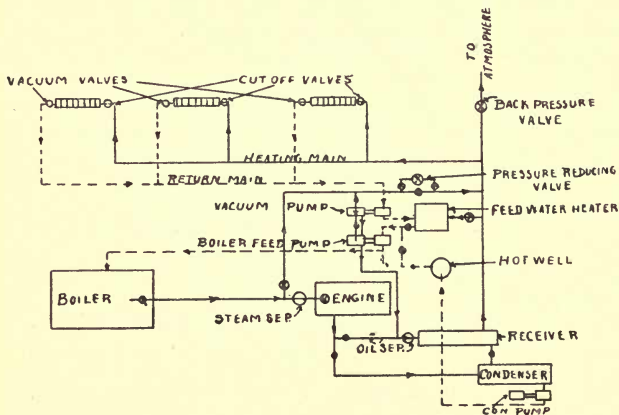 TO
ATMOSPHERE
VACUUM VALVES
CUT OFF VALVES
BACK PRESSURE
VALVE
HEATING MAIN
RETURN MAIN
PRESSURE REDUCING
VALVE
VACUUM PUMP
FEED WATER HEATER
BOILER FEED PUMP
HOT WELL
BOILER
STEAM SEP.
ENGINE
OIL SEP.
RECEIVER
CONDENSER
CON PUMP